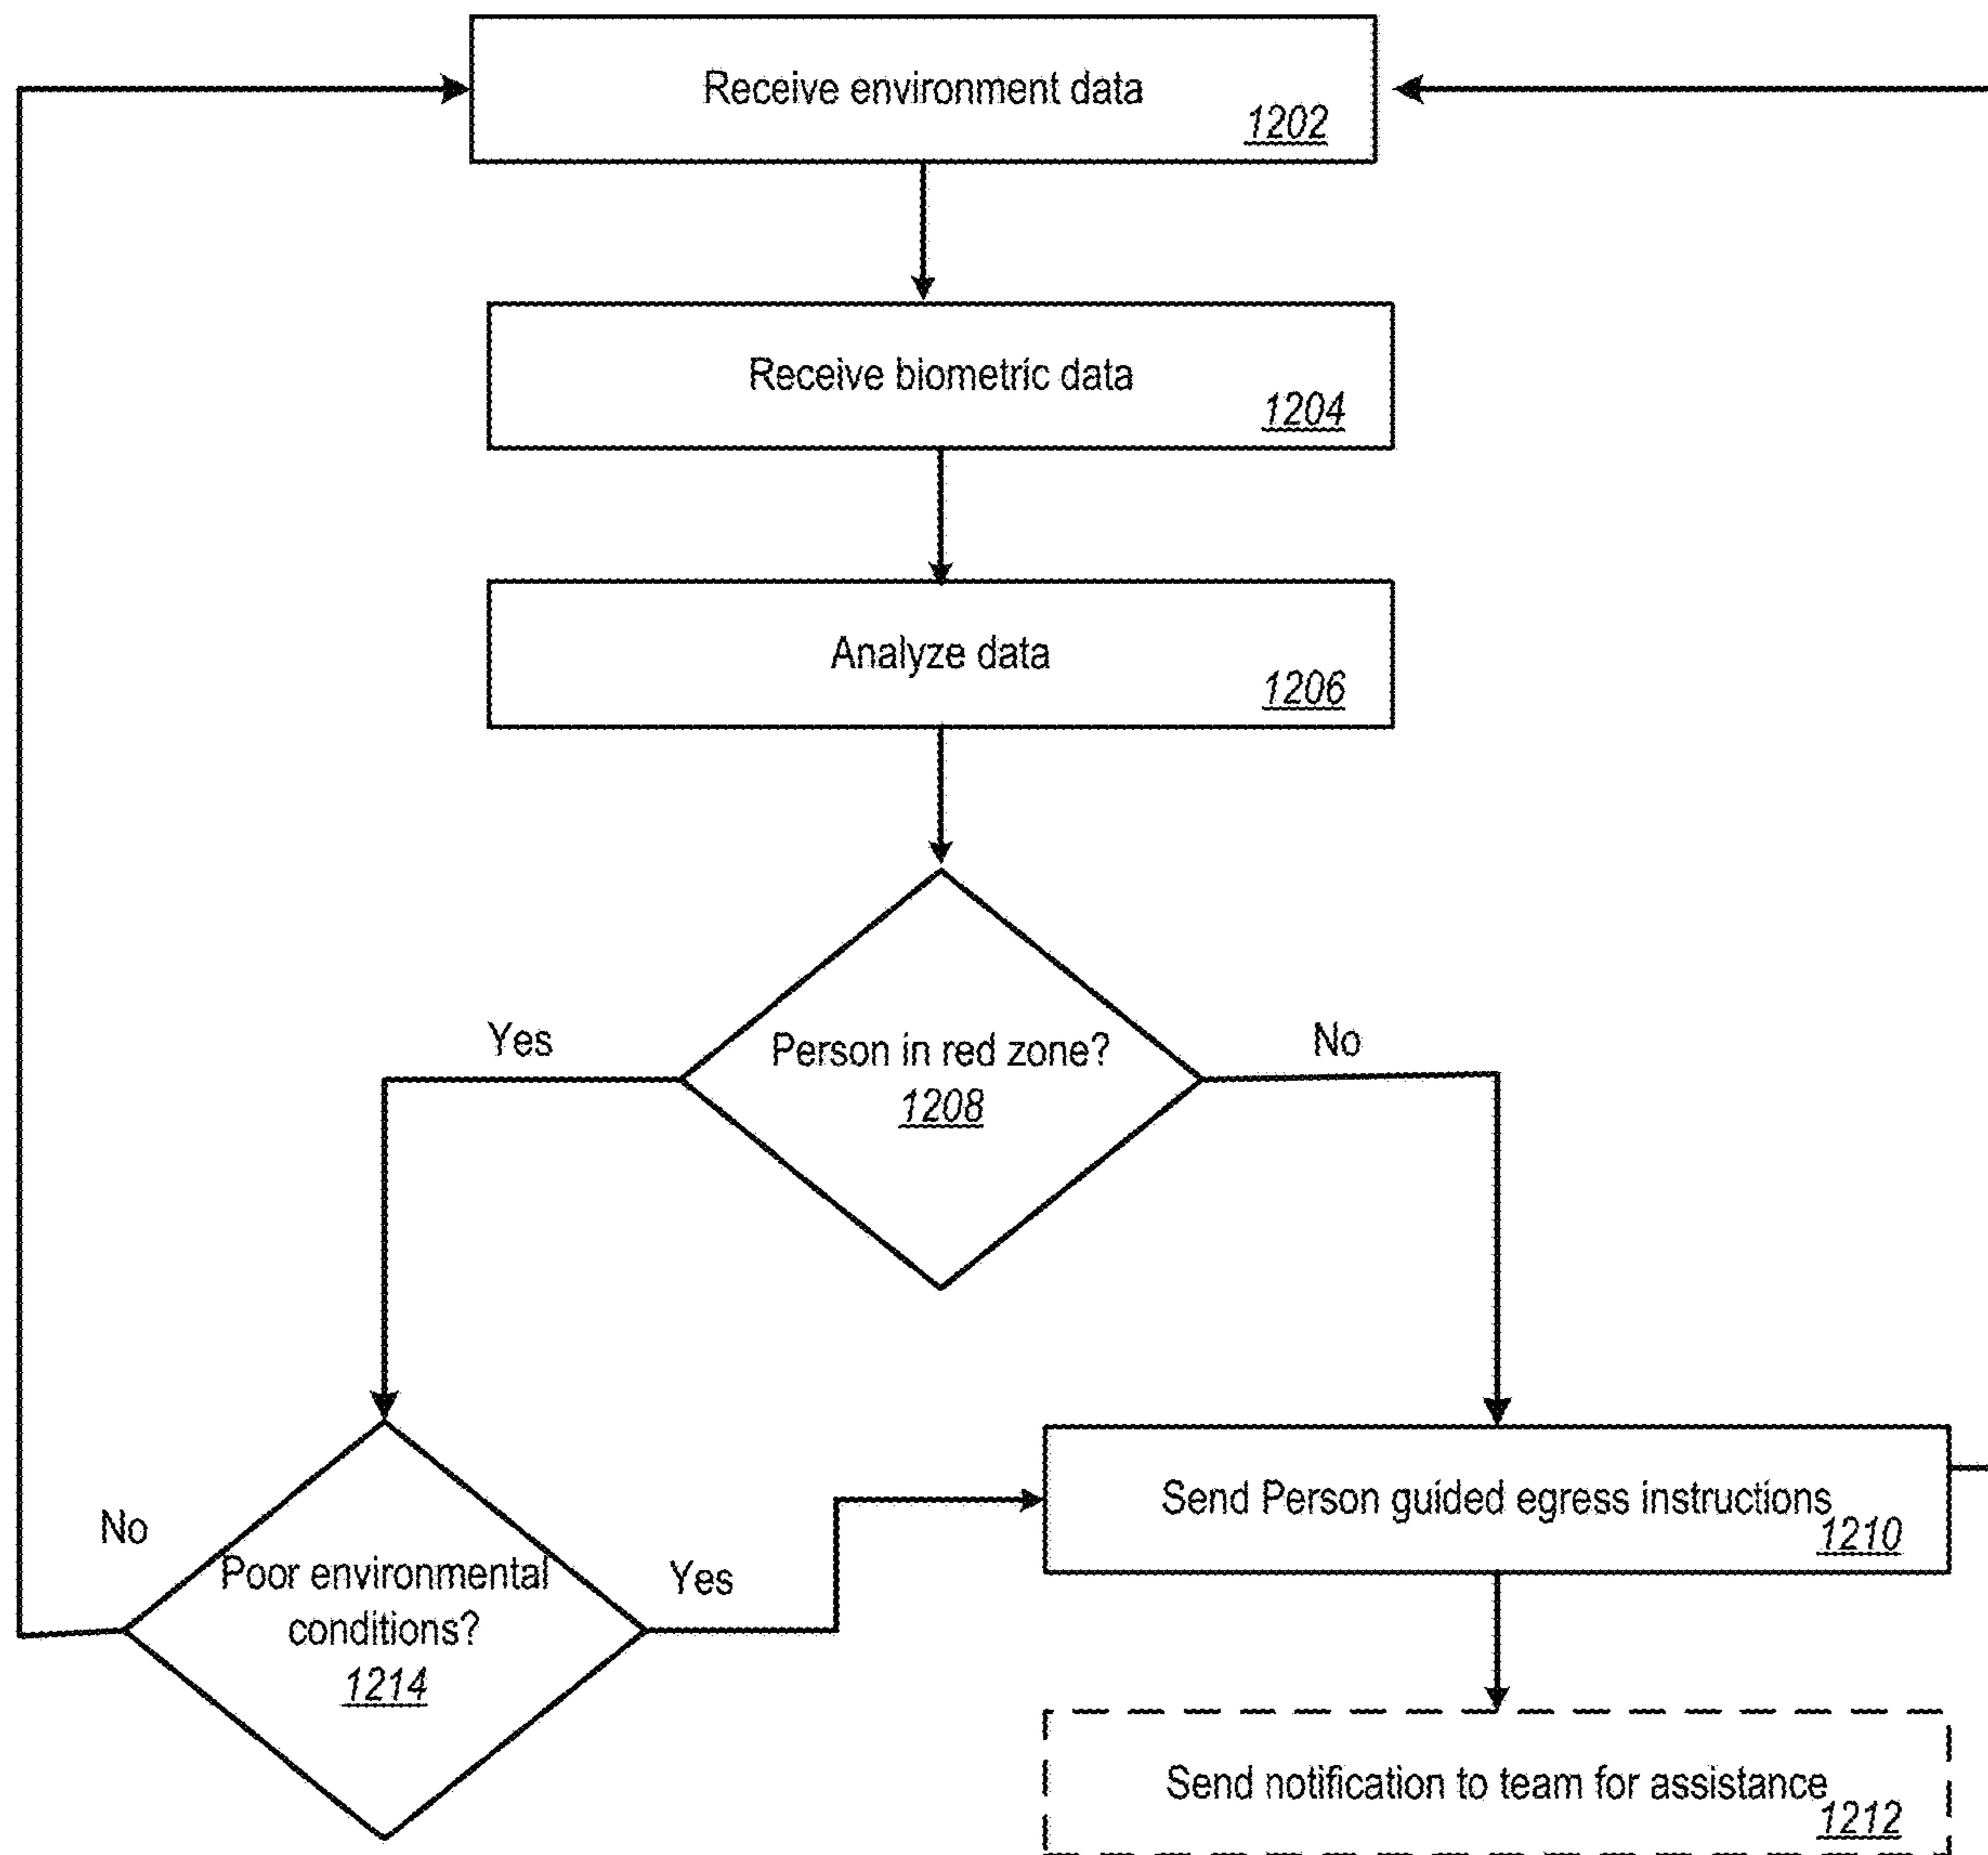 Receive environment data
1202
Receive biometric data
1204
Analyze data
1206
Yes
Person in red zone?
No
1208
No
Poor environmental
conditions?
1214
Yes
Send Person guided egress instructions
1210
Send notification to team for assistance
1212